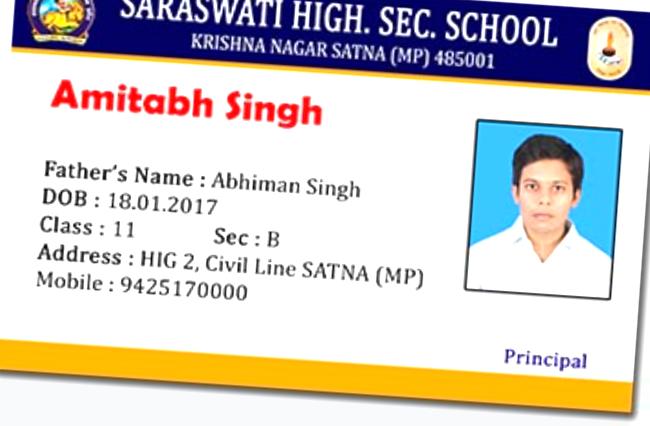 SARASWATI HIGH. SEC. SCHOOL
KRISHNA NAGAR SATNA (MP) 485001
Amitabh Singh
Father's Name : Abhiman Singh
DOB : 18.01.2017
Class : 11 Sec : B
Address : HIG 2, Civil Line SATNA (MP)
Mobile : 9425170000
Principal